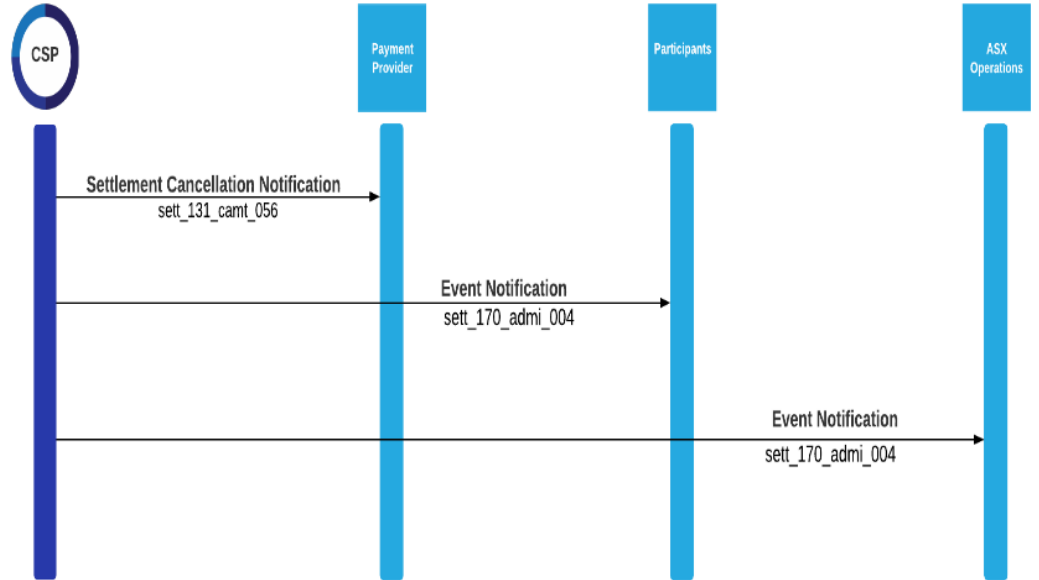 CSP
Payment
Provider
Participants
ASX
Operations
Settlement Cancellation Notification
sett_131_camt_056
Event Notification
sett_170_admi_004
Event Notification
sett_170_admi_004